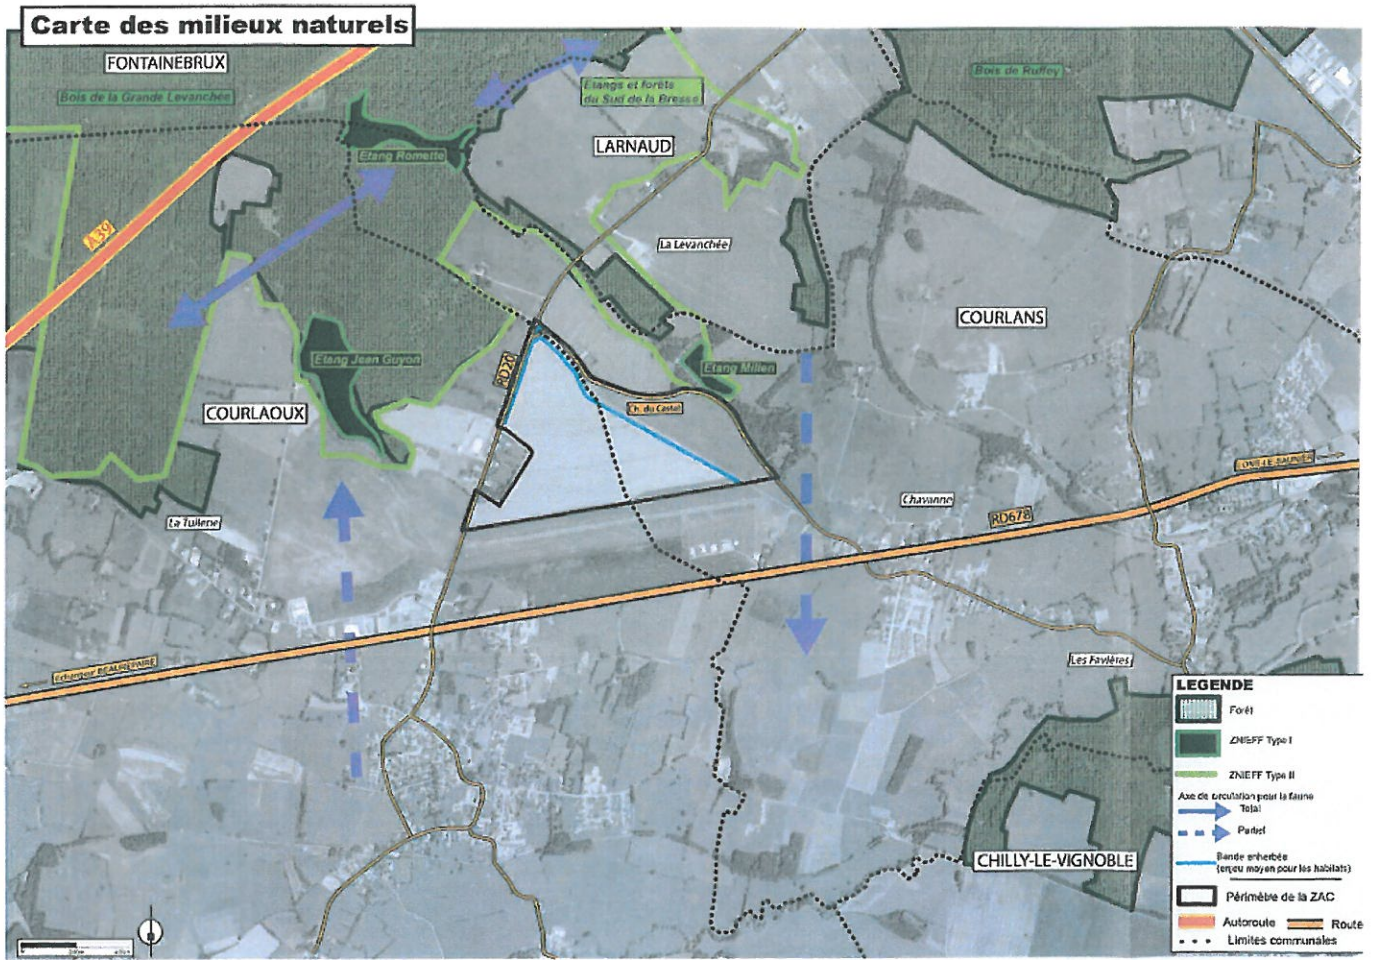 Carte des milieux naturels
FONTAINEBRUX
Bois de la Grande Levanchée
Etangs et forêts
du Sud de la Bresse
Bois de Ruffey
LARNAUD
Etang Romette
A39
La Levanchée
COURLANS
RD20
Etang Jean Guyon
Etang Milien
COURLAOUX
Ch. du Castel
LONS-LE-SAUNIER
Chavanne
RD678
La Tuilerie
Les Favières
BEAUREPAIRE
CHILLY-LE-VIGNOBLE
LEGENDE
Forêt
ZNIEFF Type I
ZNIEFF Type II
Axe de circulation pour la faune
Total
Partiel
Bande enherbée
(enjeu moyen pour les habitats)
Périmètre de la ZAC
Autoroute
Route
Limites communales